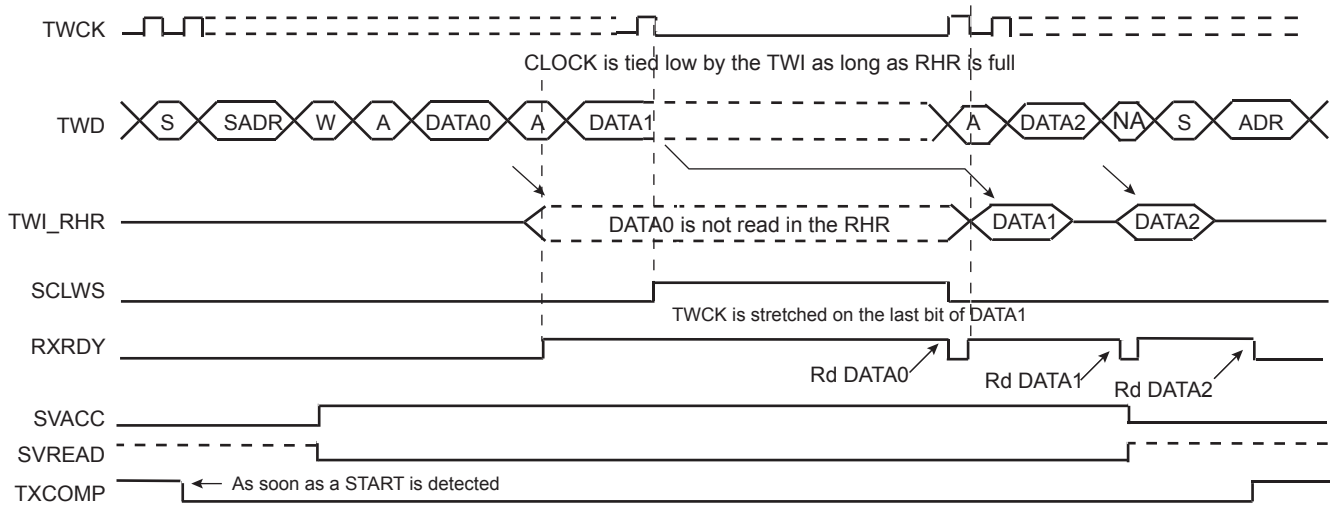 TWCK
CLOCK is tied low by the TWI as long as RHR is full
TWD S SADR W A DATA0 A DATA1 A DATA2 NA S ADR
TWI_RHR DATA0 is not read in the RHR DATA1 DATA2
SCLWS
TWCK is stretched on the last bit of DATA1
RXRDY
Rd DATA0 Rd DATA1 Rd DATA2
SVACC
SVREAD
TXCOMP As soon as a START is detected